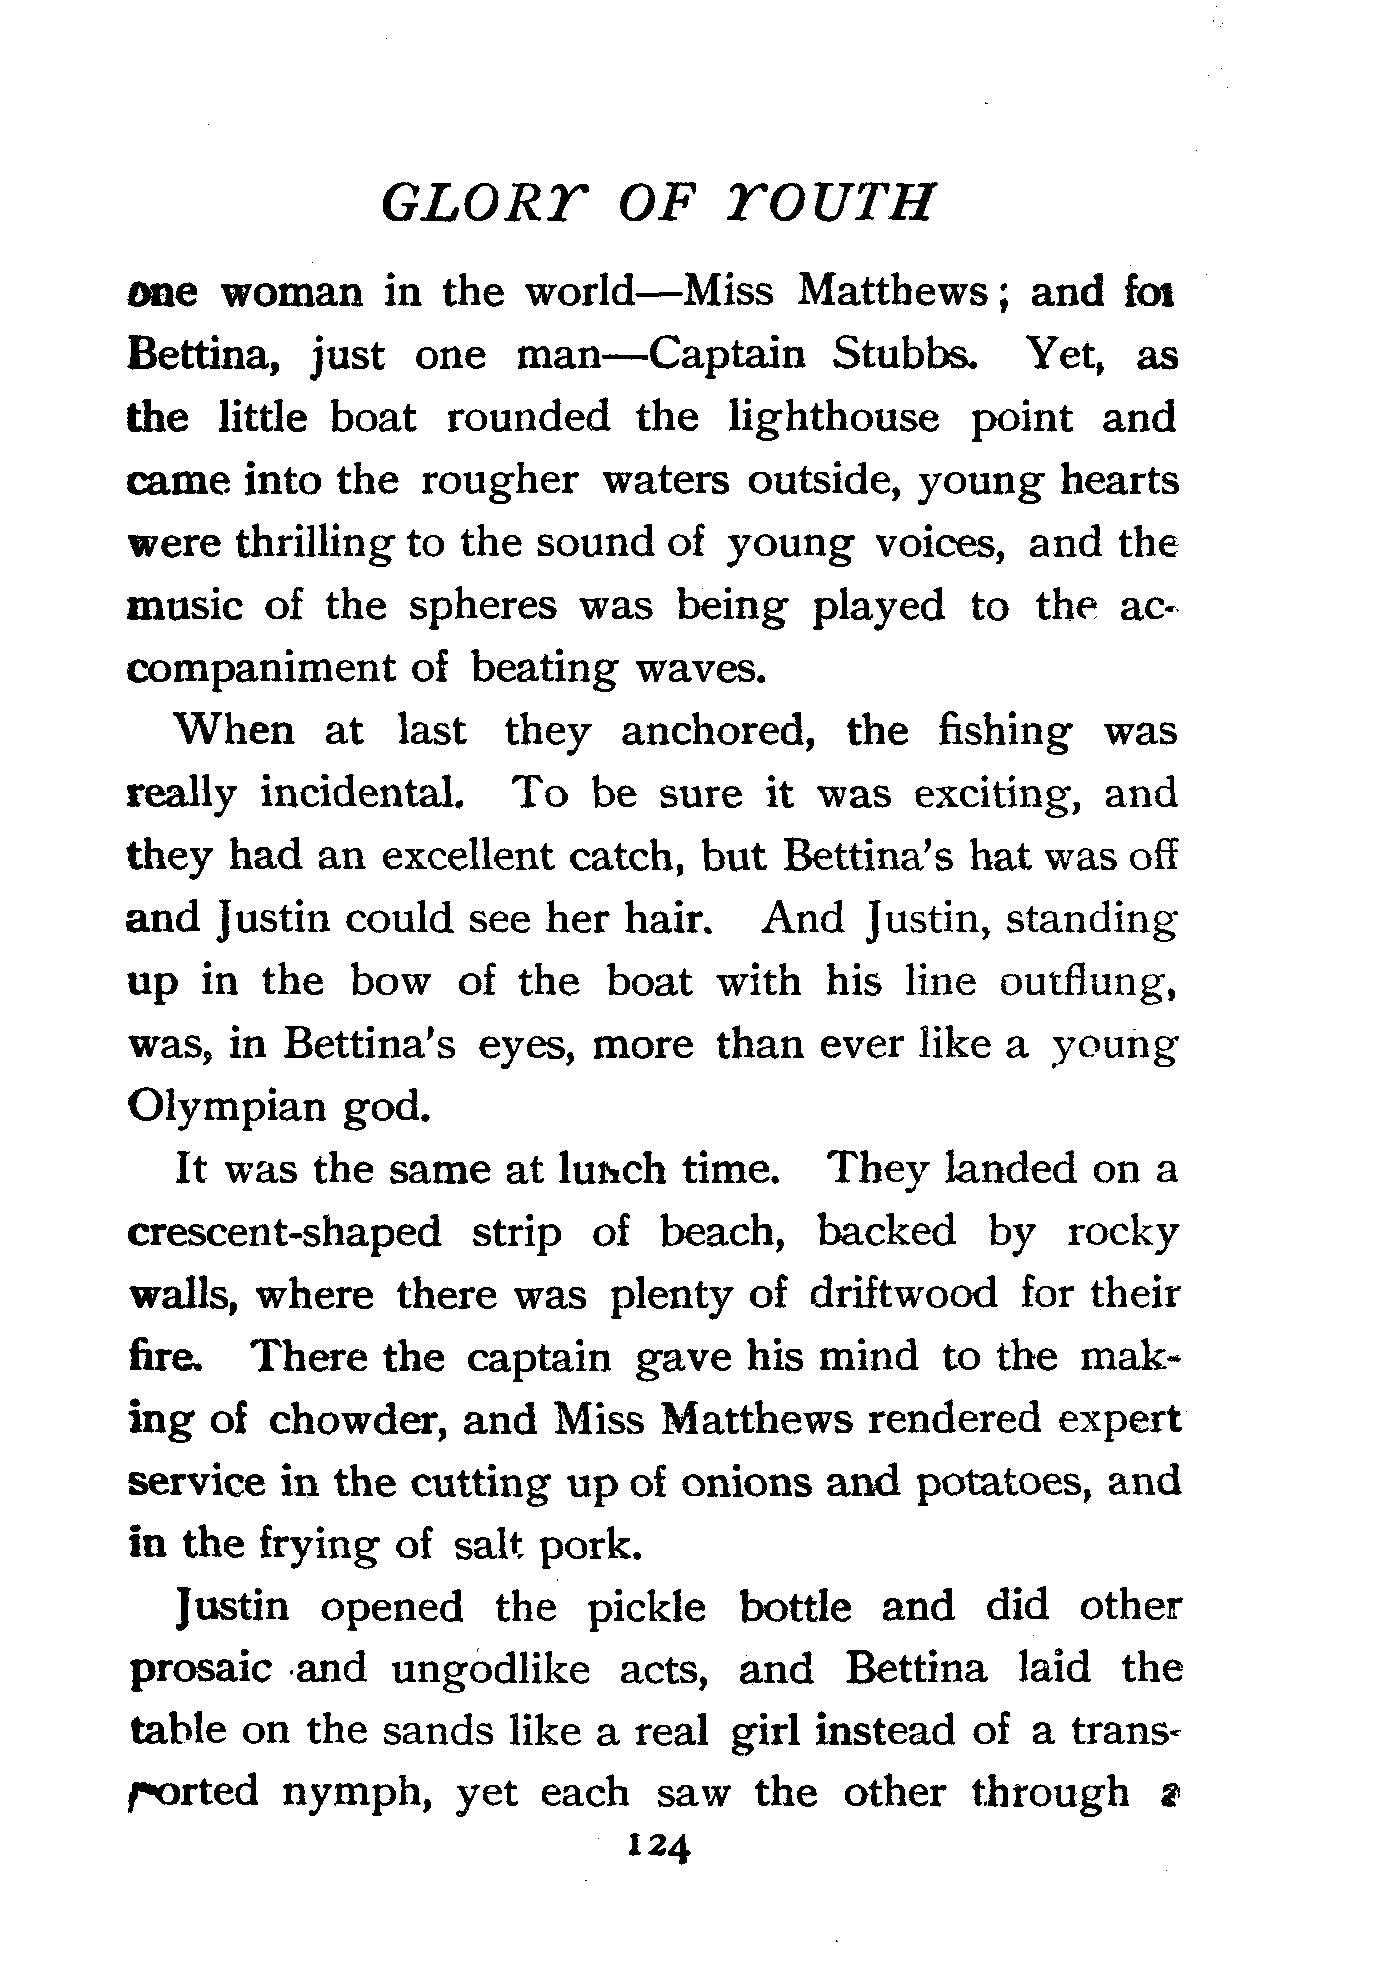 GLORY OF YOUTH
one woman in the world—Miss Matthews; and for
Bettina, just one man—Captain Stubbs. Yet, as
the little boat rounded the lighthouse point and
came into the rougher waters outside, young hearts
were thrilling to the sound of young voices, and the
music of the spheres was being played to the ac-
companiment of beating waves.
When at last they anchored, the fishing was
really incidental. To be sure it was exciting, and
they had an excellent catch, but Bettina's hat was off
and Justin could see her hair. And Justin, standing
up in the bow of the boat with his line outflung,
was, in Bettina's eyes, more than ever like a young
Olympian god.
It was the same at lunch time. They landed on a
crescent-shaped strip of beach, backed by rocky
walls, where there was plenty of driftwood for their
fire. There the captain gave his mind to the mak-
ing of chowder, and Miss Matthews rendered expert
service in the cutting up of onions and potatoes, and
in the frying of salt pork.
Justin opened the pickle bottle and did other
prosaic and ungodlike acts, and Bettina laid the
table on the sands like a real girl instead of a trans-
ported nymph, yet each saw the other through a
124